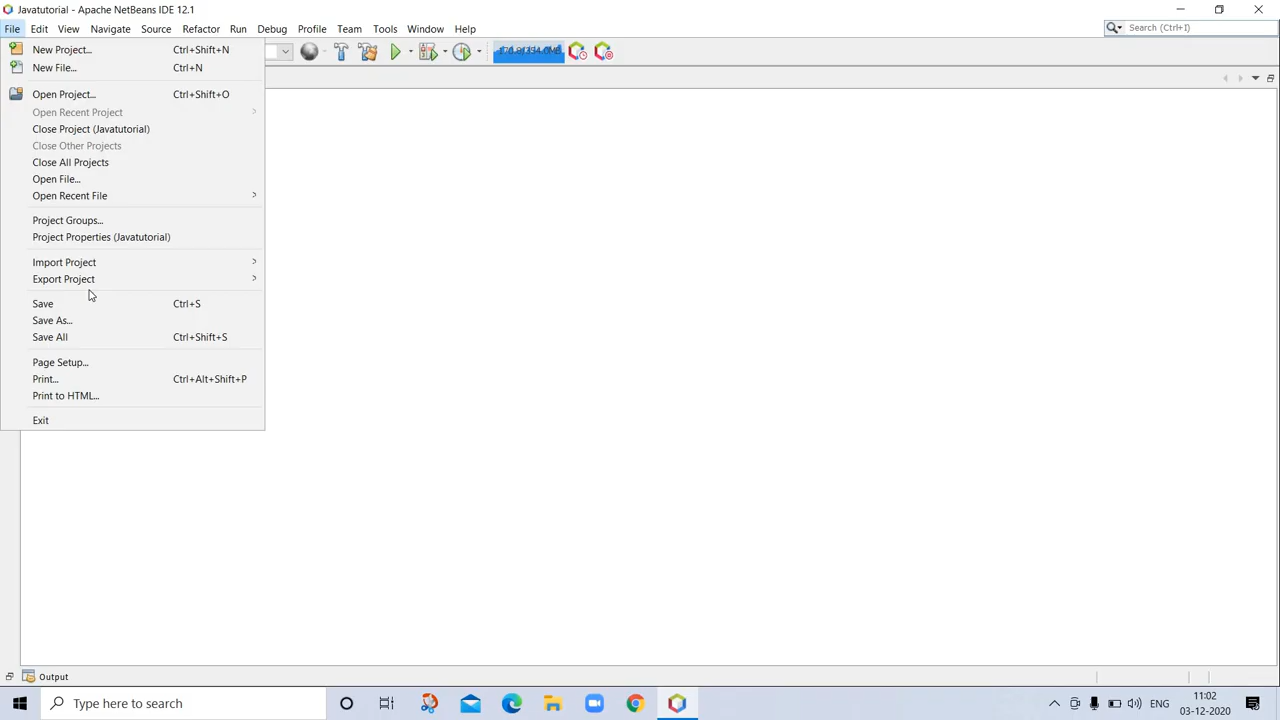 Javatutorial - Apache NetBeans IDE 12.1
File Edit View Navigate Source Refactor Run Debug Profile Team Tools Window Help
Search (Ctrl+I)
New Project... Ctrl+Shift+N
New File... Ctrl+N
Open Project... Ctrl+Shift+O
Open Recent Project
Close Project (Javatutorial)
Close Other Projects
Close All Projects
Open File...
Open Recent File
Project Groups...
Project Properties (Javatutorial)
Import Project
Export Project
Save Ctrl+S
Save As...
Save All Ctrl+Shift+S
Page Setup...
Print... Ctrl+Alt+Shift+P
Print to HTML...
Exit
Output
Type here to search
ENG
11:02
03-12-2020